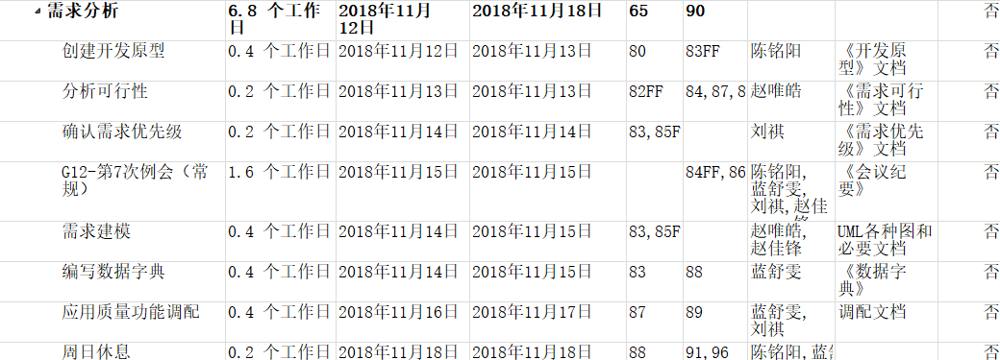 需求分析 6.8 个工作日 2018年11月12日 2018年11月18日 65 90 否
创建开发原型 0.4 个工作日 2018年11月12日 2018年11月13日 80 83FF 陈铭阳 《开发原型》文档 否
分析可行性 0.2 个工作日 2018年11月13日 2018年11月13日 82FF 84,87,8 赵唯皓 《需求可行性》文档 否
确认需求优先级 0.2 个工作日 2018年11月14日 2018年11月14日 83,85F 刘祺 《需求优先级》文档 否
G12-第7次例会（常规） 1.6 个工作日 2018年11月15日 2018年11月15日 84FF,86 陈铭阳,蓝舒雯,刘祺,赵佳 《会议纪要》 否
需求建模 0.4 个工作日 2018年11月14日 2018年11月15日 83,85F 赵唯皓,赵佳锋 UML各种图和必要文档 否
编写数据字典 0.4 个工作日 2018年11月14日 2018年11月15日 83 88 蓝舒雯 《数据字典》 否
应用质量功能调配 0.4 个工作日 2018年11月16日 2018年11月17日 87 89 蓝舒雯,刘祺 调配文档 否
周日休息 0.2 个工作日 2018年11月18日 2018年11月18日 88 91,96 陈铭阳,蓝 否